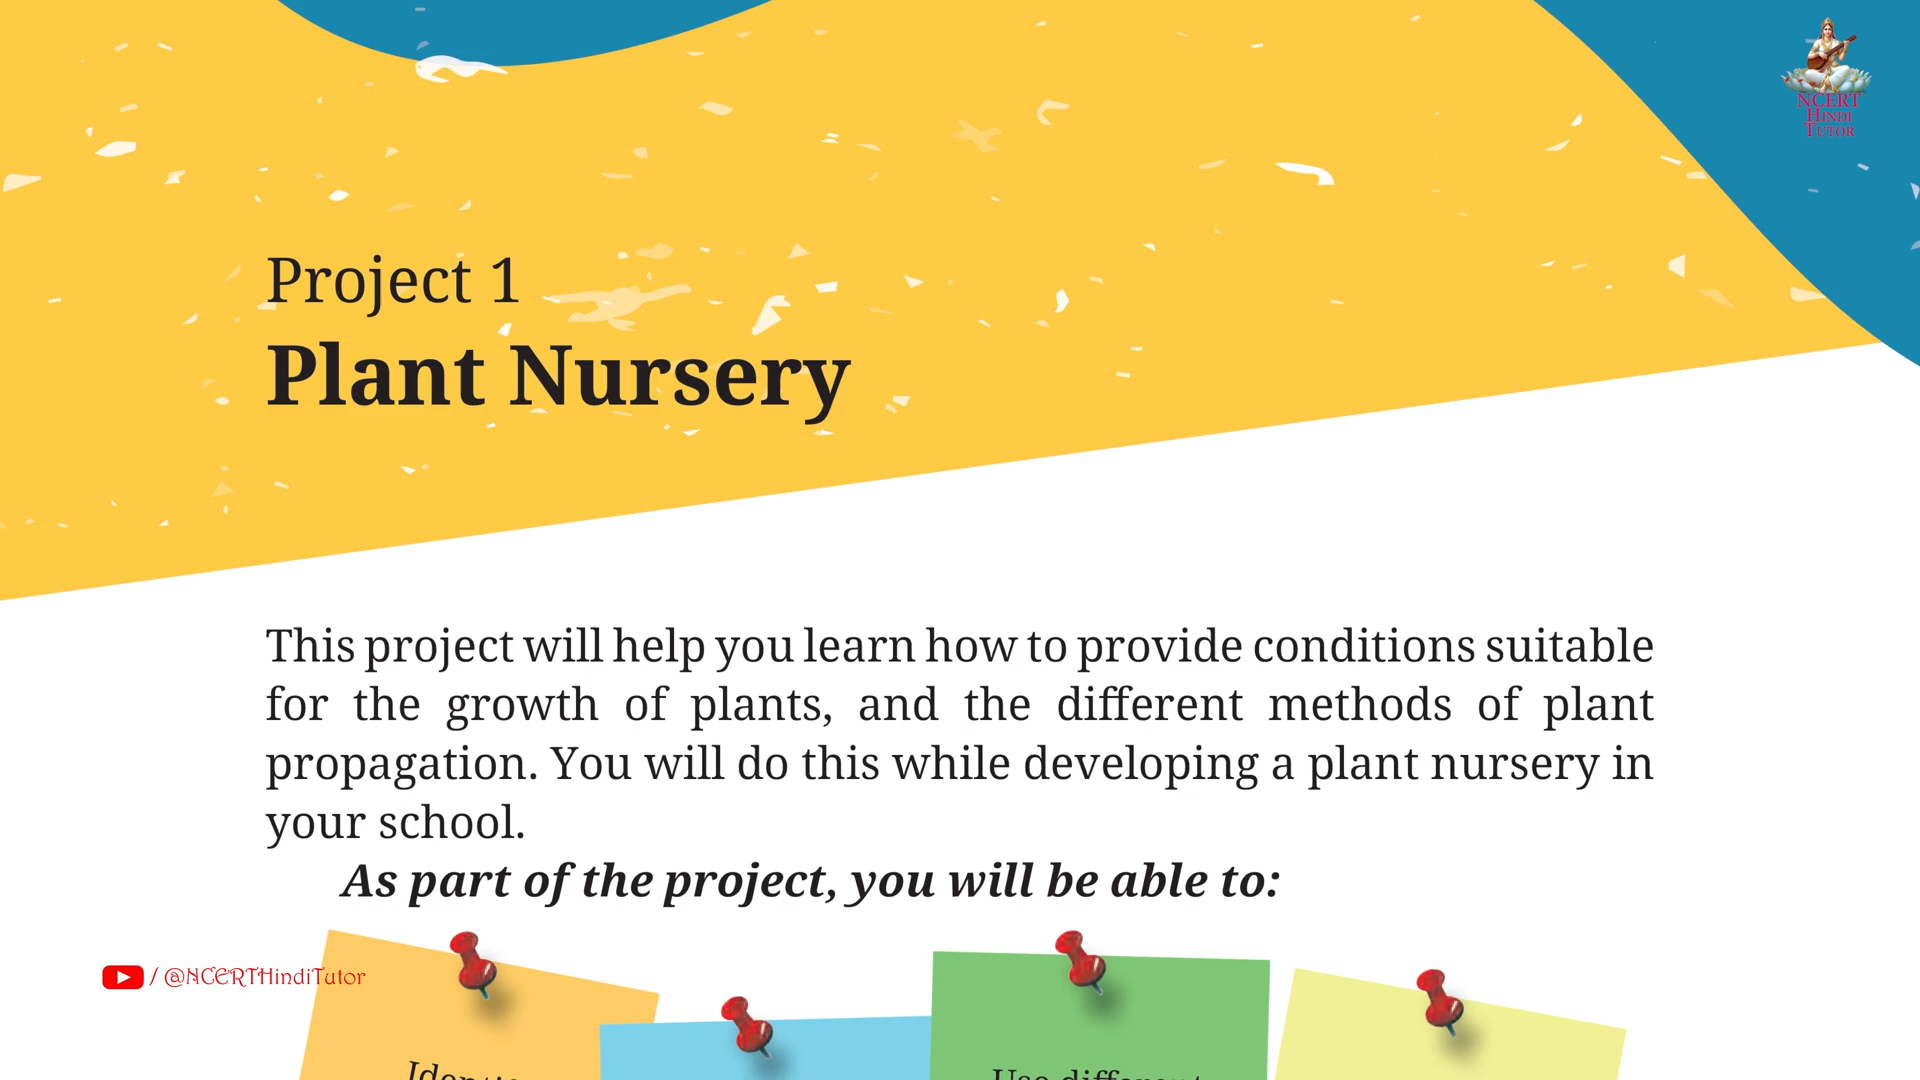 NCERT
HINDI
TUTOR
Project 1
Plant Nursery
This project will help you learn how to provide conditions suitable
for the growth of plants, and the different methods of plant
propagation. You will do this while developing a plant nursery in
your school.
As part of the project, you will be able to:
/ @NCERTHindiTutor
Use different